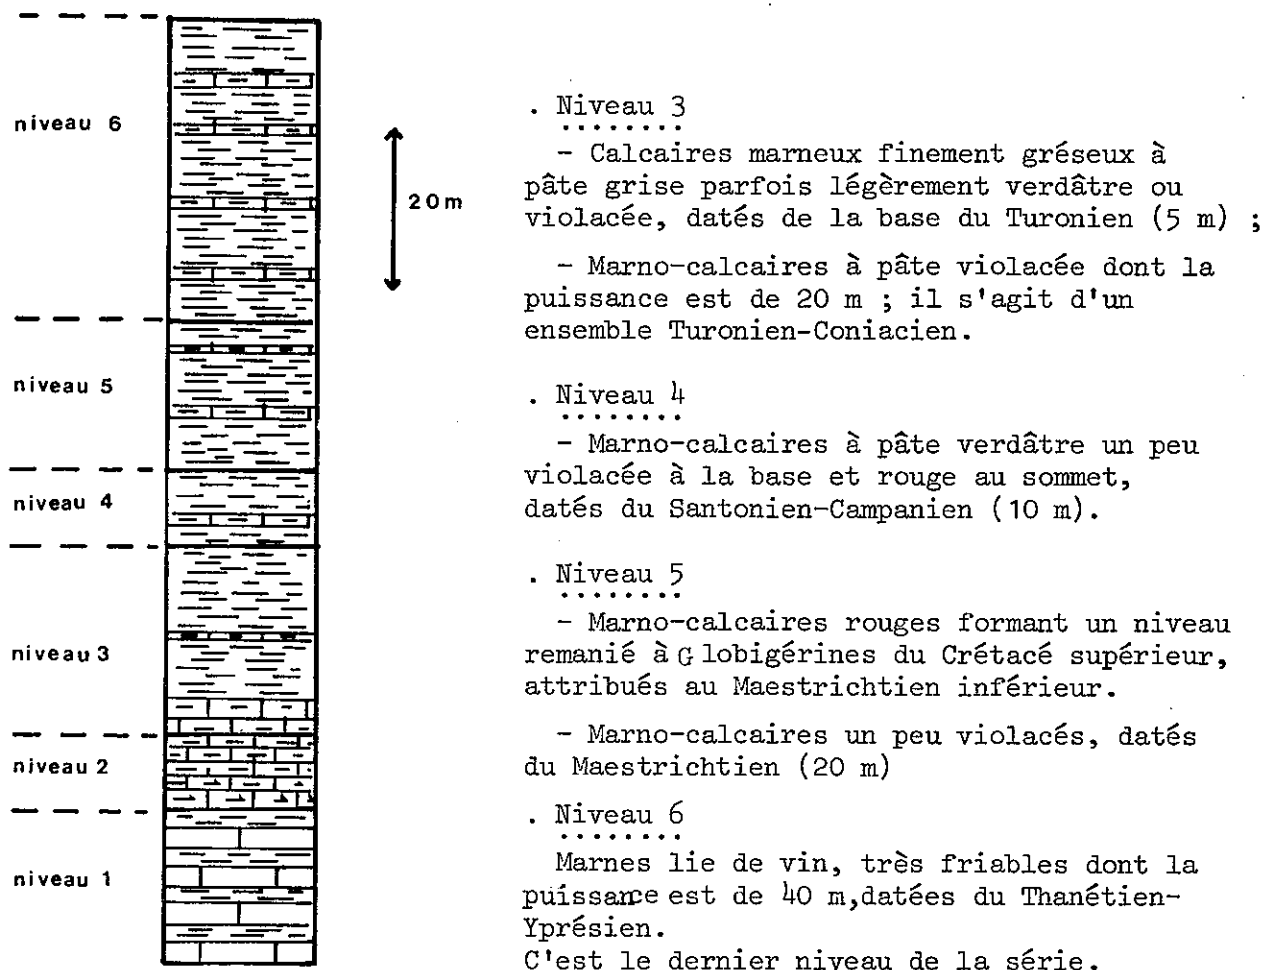 niveau 6
20m
niveau 5
niveau 4
niveau 3
niveau 2
niveau 1
. Niveau 3
- Calcaires marneux finement gréseux à
pâte grise parfois légèrement verdâtre ou
violacée, datés de la base du Turonien (5 m) ;
- Marno-calcaires à pâte violacée dont la
puissance est de 20 m ; il s'agit d'un
ensemble Turonien-Coniacien.
. Niveau 4
- Marno-calcaires à pâte verdâtre un peu
violacée à la base et rouge au sommet,
datés du Santonien-Campanien (10 m).
. Niveau 5
- Marno-calcaires rouges formant un niveau
remanié à Globigérines du Crétacé supérieur,
attribués au Maestrichtien inférieur.
- Marno-calcaires un peu violacés, datés
du Maestrichtien (20 m)
. Niveau 6
Marnes lie de vin, très friables dont la
puissance est de 40 m,datées du Thanétien-
Yprésien.
C'est le dernier niveau de la série.